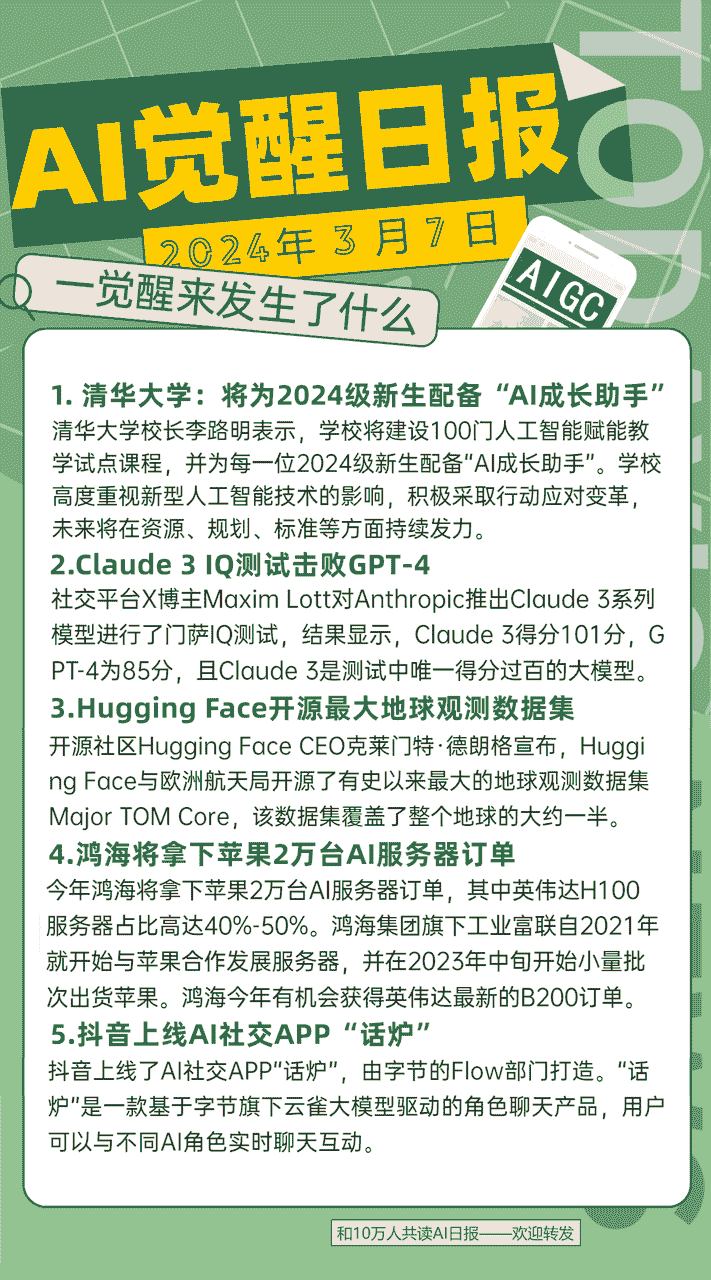 AI觉醒日报
2024年3月7日
一觉醒来发生了什么
AIGC
1. 清华大学：将为2024级新生配备“AI成长助手”
清华大学校长李路明表示，学校将建设100门人工智能赋能教
学试点课程，并为每一位2024级新生配备“AI成长助手”。学校
高度重视新型人工智能技术的影响，积极采取行动应对变革，
未来将在资源、规划、标准等方面持续发力。
2.Claude 3 IQ测试击败GPT-4
社交平台X博主Maxim Lott对Anthropic推出Claude 3系列
模型进行了门萨IQ测试，结果显示，Claude 3得分101分，G
PT-4为85分，且Claude 3是测试中唯一得分过百的大模型。
3.Hugging Face开源最大地球观测数据集
开源社区Hugging Face CEO克莱门特·德朗格宣布，Huggi
ng Face与欧洲航天局开源了有史以来最大的地球观测数据集
Major TOM Core，该数据集覆盖了整个地球的大约一半。
4.鸿海将拿下苹果2万台AI服务器订单
今年鸿海将拿下苹果2万台AI服务器订单，其中英伟达H100
服务器占比高达40%-50%。鸿海集团旗下工业富联自2021年
就开始与苹果合作发展服务器，并在2023年中旬开始小量批
次出货苹果。鸿海今年有机会获得英伟达最新的B200订单。
5.抖音上线AI社交APP“话炉”
抖音上线了AI社交APP“话炉”，由字节的Flow部门打造。“话
炉”是一款基于字节旗下云雀大模型驱动的角色聊天产品，用户
可以与不同AI角色实时聊天互动。
和10万人共读AI日报——欢迎转发